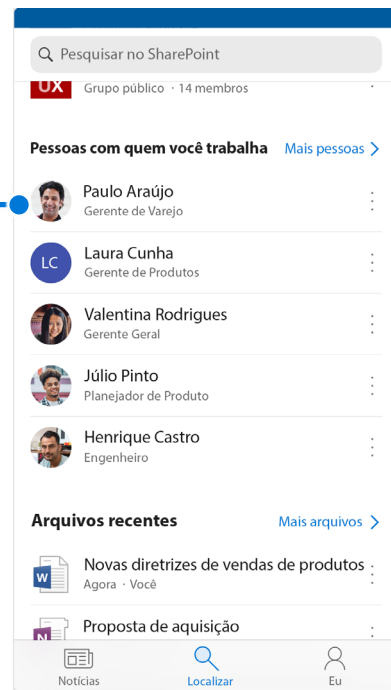 Pesquisar no SharePoint
UX
Grupo público · 14 membros
Pessoas com quem você trabalha Mais pessoas
Paulo Araújo
Gerente de Varejo
LC
Laura Cunha
Gerente de Produtos
Valentina Rodrigues
Gerente Geral
Júlio Pinto
Planejador de Produto
Henrique Castro
Engenheiro
Arquivos recentes Mais arquivos
W
Novas diretrizes de vendas de produtos
Agora · Você
N
Proposta de aquisição
Notícias Localizar Eu